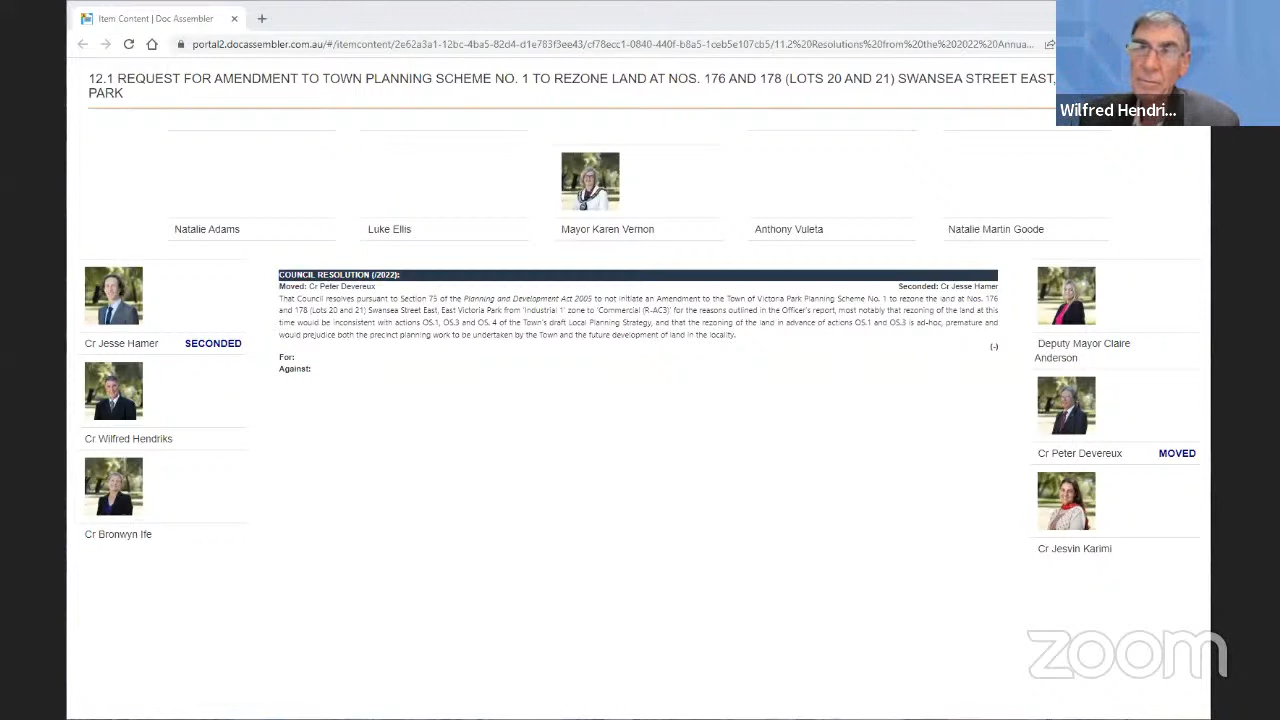 Item Content | Doc Assembler
portal2.docassembler.com.au/#/itemcontent/2e62a3a1-12bc-4ba5-82d4-d1e783f3ee43/cf78ecc1-0840-440f-b8a5-1ceb5e107cb5/11.2%20Resolutions%20from%20the%202022%20Annua...
12.1 REQUEST FOR AMENDMENT TO TOWN PLANNING SCHEME NO. 1 TO REZONE LAND AT NOS. 176 AND 178 (LOTS 20 AND 21) SWANSEA STREET EAST,
PARK
Wilfred Hendri...
Natalie Adams
Luke Ellis
Mayor Karen Vernon
Anthony Vuleta
Natalie Martin Goode
COUNCIL RESOLUTION (/2022):
Moved: Cr Peter Devereux
Seconded: Cr Jesse Hamer
That Council resolves pursuant to Section 75 of the Planning and Development Act 2005 to not initiate an Amendment to the Town of Victoria Park Planning Scheme No. 1 to rezone the land at Nos. 176
and 178 (Lots 20 and 21) Swansea Street East, East Victoria Park from 'Industrial 1' zone to 'Commercial (R-AC3)' for the reasons outlined in the Officer's report, most notably that rezoning of the land at this
time would be inconsistent with actions OS.1, OS.3 and OS, 4 of the Town's draft Local Planning Strategy, and that the rezoning of the land in advance of actions OS.1 and OS.3 is ad-hoc, premature and
would prejudice both the precinct planning work to be undertaken by the Town and the future development of land in the locality.
(-)
For:
Against:
Cr Jesse Hamer SECONDED
Cr Wilfred Hendriks
Cr Bronwyn Ife
Deputy Mayor Claire
Anderson
Cr Peter Devereux MOVED
Cr Jesvin Karimi
zoom